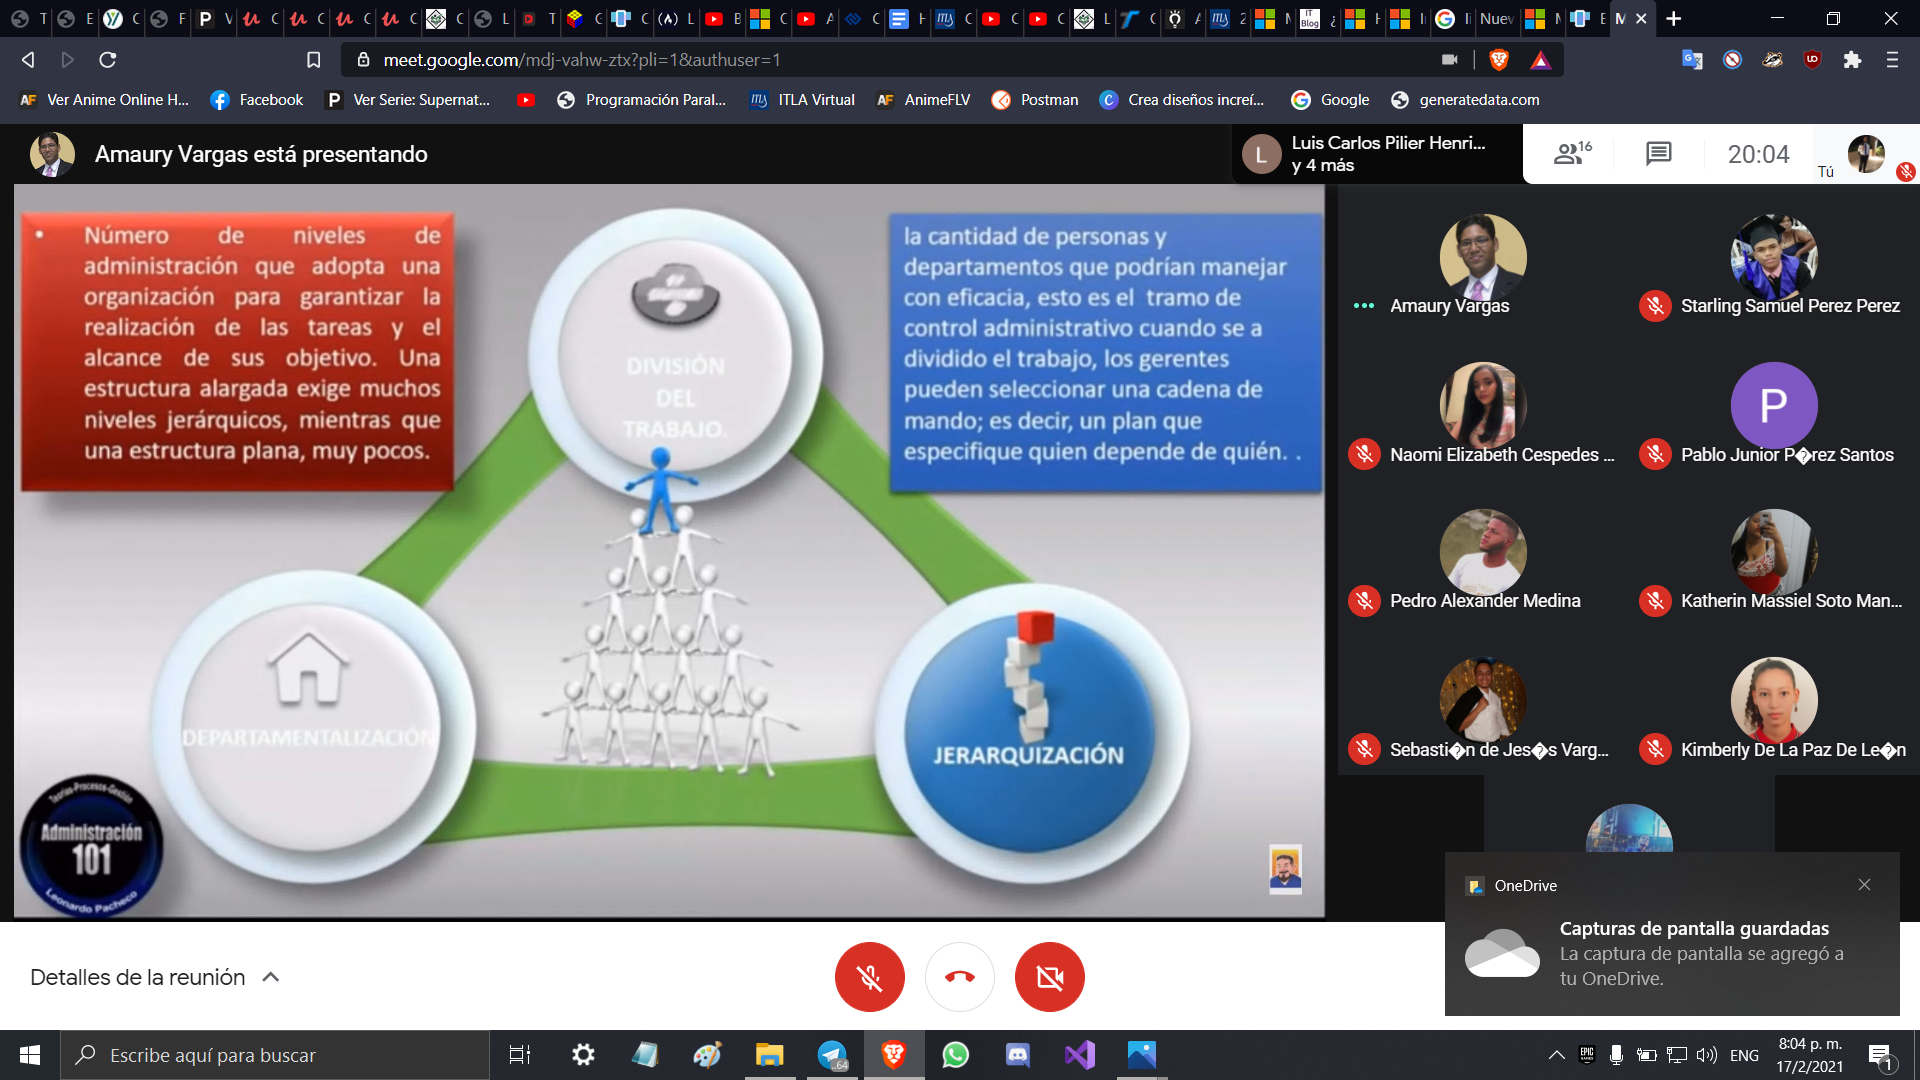 T
E
C
F
V
C
C
C
C
C
L
T
G
C
L
E
C
A
C
H
C
C
C
L
C
A
2
M
¿
H
I
G
li
Nuev
M
E
M
meet.google.com/mdj-vahw-ztx?pli=1&authuser=1
Ver Anime Online H...
Facebook
Ver Serie: Supernat...
Programación Paral...
ITLA Virtual
AnimeFLV
Postman
Crea diseños increí...
Google
generatedata.com
Amaury Vargas está presentando
L
Luis Carlos Pilier Henri...
y 4 más
16
20:04
Tú
• Número de niveles de
administración que adopta una
organización para garantizar la
realización de las tareas y el
alcance de sus objetivo. Una
estructura alargada exige muchos
niveles jerárquicos, mientras que
una estructura plana, muy pocos.
DIVISIÓN
DEL
TRABAJO.
la cantidad de personas y
departamentos que podrían manejar
con eficacia, esto es el tramo de
control administrativo cuando se a
dividido el trabajo, los gerentes
pueden seleccionar una cadena de
mando; es decir, un plan que
especifique quien depende de quién. .
DEPARTAMENTALIZACIÓN
JERARQUIZACIÓN
Teorías-Procesos-Gestión
Administración
101
Leonardo Pacheco
Amaury Vargas
Starling Samuel Perez Perez
Naomi Elizabeth Cespedes ...
P
Pablo Junior P�rez Santos
Pedro Alexander Medina
Katherin Massiel Soto Man...
Sebasti�n de Jes�s Varg...
Kimberly De La Paz De Le�n
OneDrive
Capturas de pantalla guardadas
La captura de pantalla se agregó a
tu OneDrive.
Detalles de la reunión
Escribe aquí para buscar
64
ENG
8:04 p. m.
17/2/2021
1